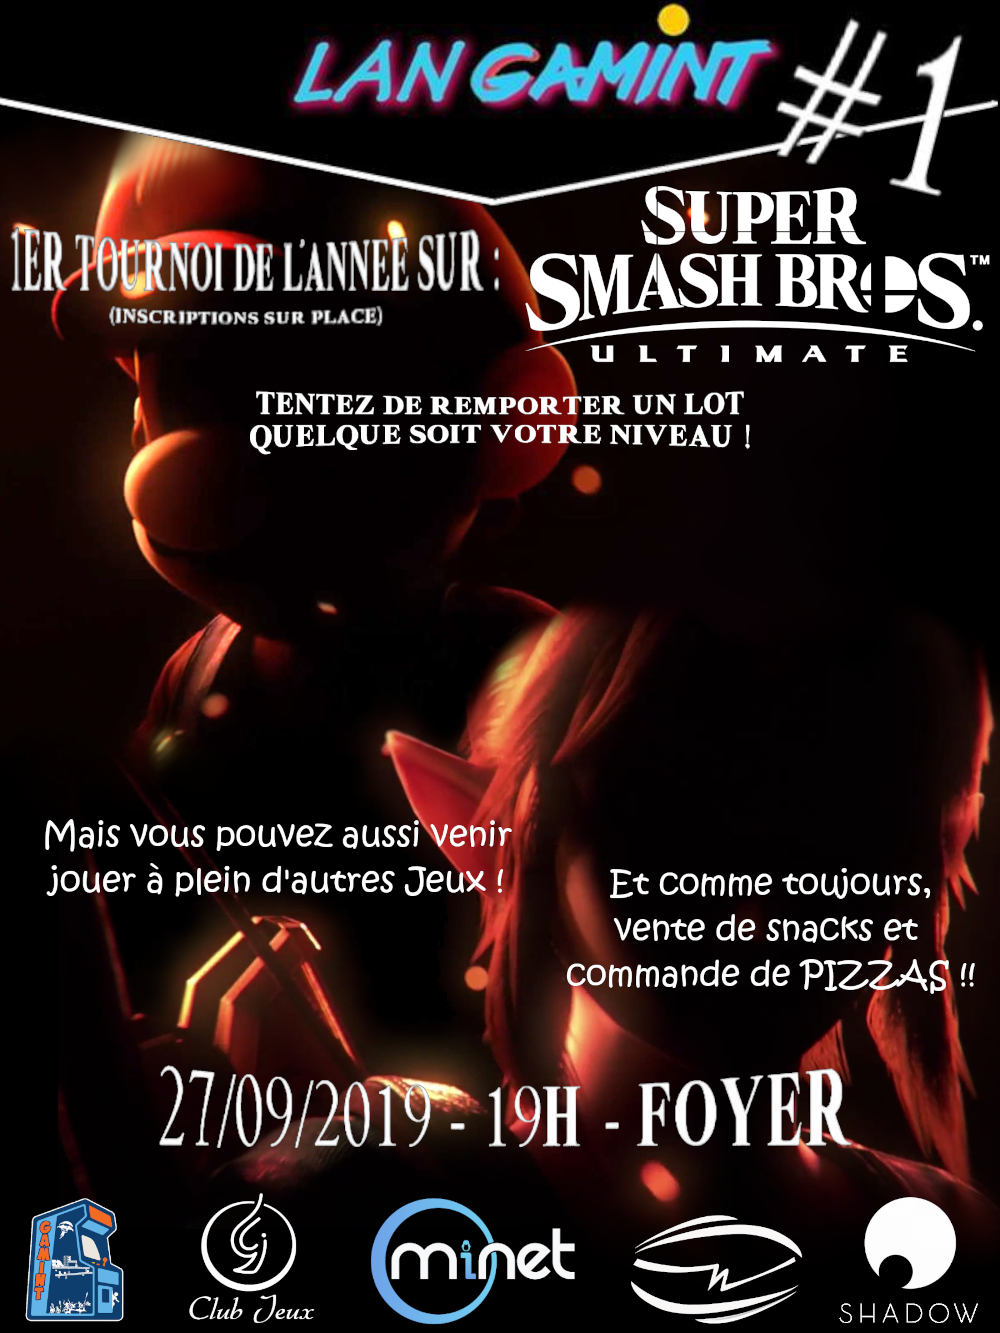 LAN GAMINT #1
1ER TOURNOI DE L'ANNEE SUR :
(INSCRIPTIONS SUR PLACE)
SUPER
SMASH BROS.™
ULTIMATE
TENTEZ DE REMPORTER UN LOT
QUELQUE SOIT VOTRE NIVEAU !
Mais vous pouvez aussi venir
jouer à plein d'autres Jeux !
Et comme toujours,
vente de snacks et
commande de PIZZAS !!
27/09/2019 - 19H - FOYER
GAMINT
Club Jeux
minet
SHADOW